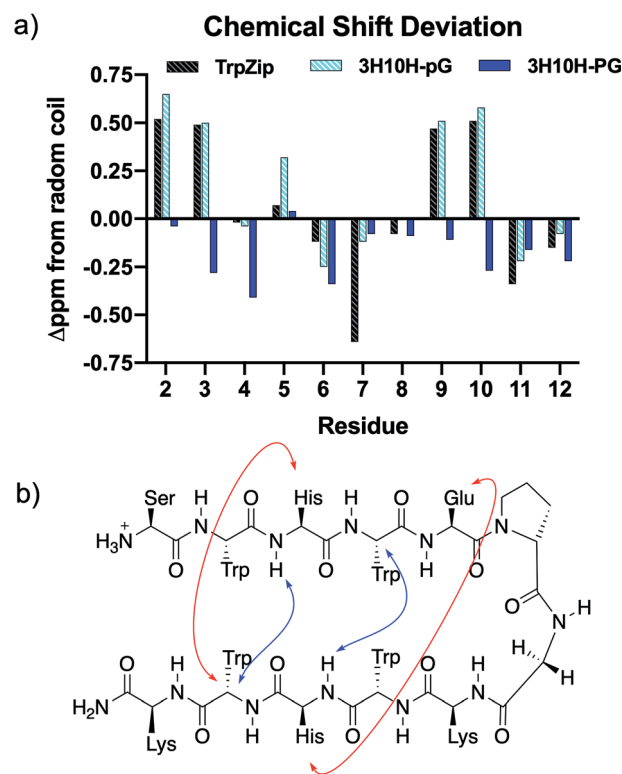 a)
Chemical Shift Deviation
TrpZip 3H10H-pG 3H10H-PG
Δppm from radom coil
0.75
0.50
0.25
0.00
-0.25
-0.50
-0.75
2 3 4 5 6 7 8 9 10 11 12
Residue
b)
Ser H O His H O Glu
H3N+ N N N N N N
O Trp H O Trp H O
O
N H
H
H
O H Trp O H Trp O H
H2N N N N N N O
Lys O H His O H Lys